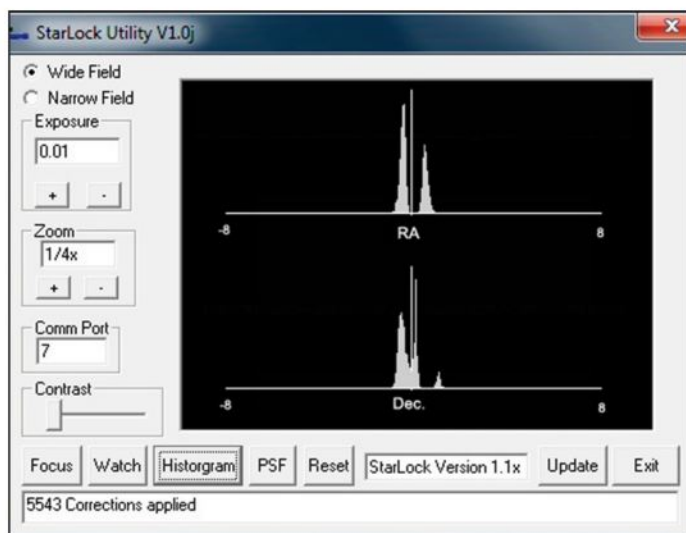 StarLock Utility V1.0j
Wide Field
Narrow Field
Exposure
0.01
+ -
Zoom
1/4x
+ -
Comm Port
7
Contrast
-8 RA 8
-8 Dec. 8
Focus Watch Historgram PSF Reset StarLock Version 1.1x Update Exit
5543 Corrections applied